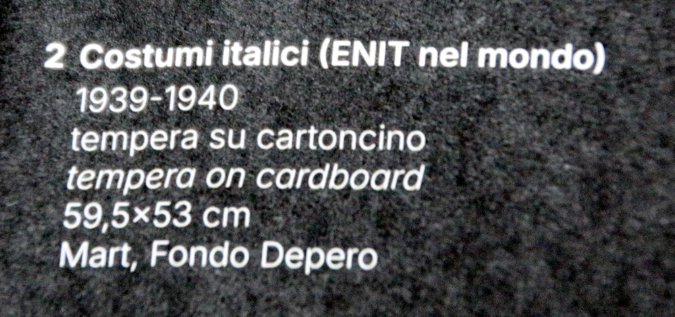 2 Costumi italici (ENIT nel mondo)
1939-1940
tempera su cartoncino
tempera on cardboard
59,5×53 cm
Mart, Fondo Depero